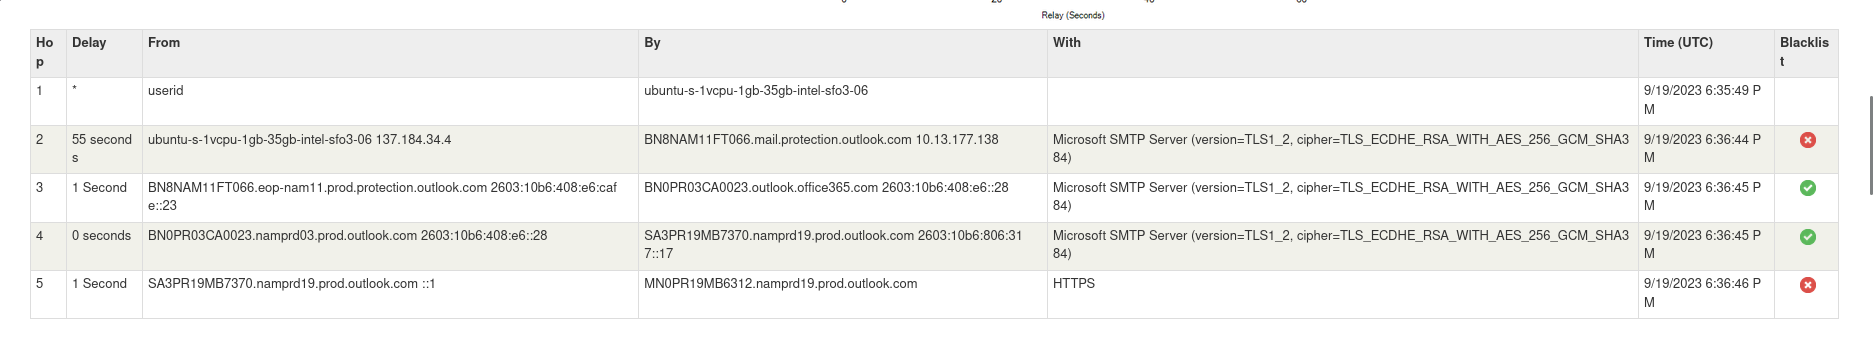 Relay (Seconds)
Ho
p
Delay
From
By
With
Time (UTC)
Blacklis
t
1
*
userid
ubuntu-s-1vcpu-1gb-35gb-intel-sfo3-06
9/19/2023 6:35:49 P
M
2
55 second
s
ubuntu-s-1vcpu-1gb-35gb-intel-sfo3-06 137.184.34.4
BN8NAM11FT066.mail.protection.outlook.com 10.13.177.138
Microsoft SMTP Server (version=TLS1_2, cipher=TLS_ECDHE_RSA_WITH_AES_256_GCM_SHA3
84)
9/19/2023 6:36:44 P
M
3
1 Second
BN8NAM11FT066.eop-nam11.prod.protection.outlook.com 2603:10b6:408:e6:caf
e::23
BN0PR03CA0023.outlook.office365.com 2603:10b6:408:e6::28
Microsoft SMTP Server (version=TLS1_2, cipher=TLS_ECDHE_RSA_WITH_AES_256_GCM_SHA3
84)
9/19/2023 6:36:45 P
M
4
0 seconds
BN0PR03CA0023.namprd03.prod.outlook.com 2603:10b6:408:e6::28
SA3PR19MB7370.namprd19.prod.outlook.com 2603:10b6:806:31
7::17
Microsoft SMTP Server (version=TLS1_2, cipher=TLS_ECDHE_RSA_WITH_AES_256_GCM_SHA3
84)
9/19/2023 6:36:45 P
M
5
1 Second
SA3PR19MB7370.namprd19.prod.outlook.com ::1
MN0PR19MB6312.namprd19.prod.outlook.com
HTTPS
9/19/2023 6:36:46 P
M